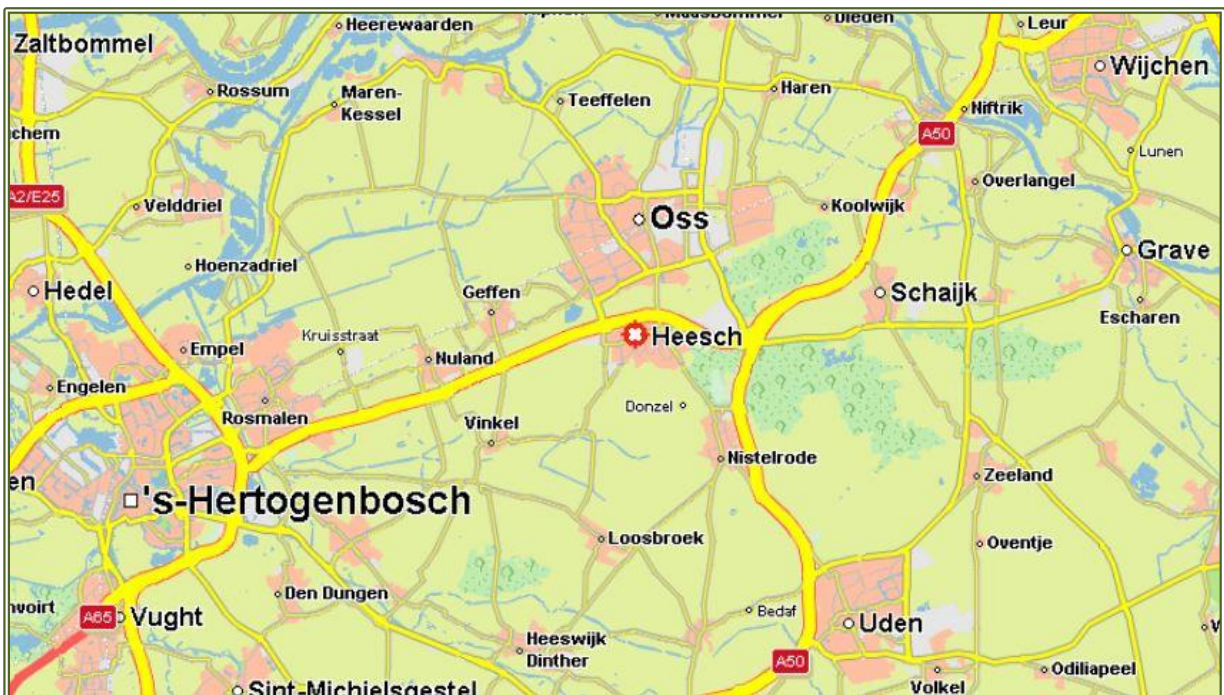 Heerewaarden
Dieden
Leur
Zaltbommel
Wijchen
Rossum
Maren-
Kessel
Teeffelen
Haren
Niftrik
A50
Lunen
A2/E25
Velddriel
Overlangel
Koolwijk
Oss
Grave
Hoenzadriel
Hedel
Geffen
Schaijk
Escharen
Kruisstraat
Heesch
Empel
Nuland
Engelen
Rosmalen
Donzel
Vinkel
Nistelrode
Zeeland
's-Hertogenbosch
Loosbroek
Oventje
Den Dungen
Bedaf
A65
Vught
Uden
Heeswijk
Dinther
A50
Odiliapeel
Volkel
Sint-Michielsgestel